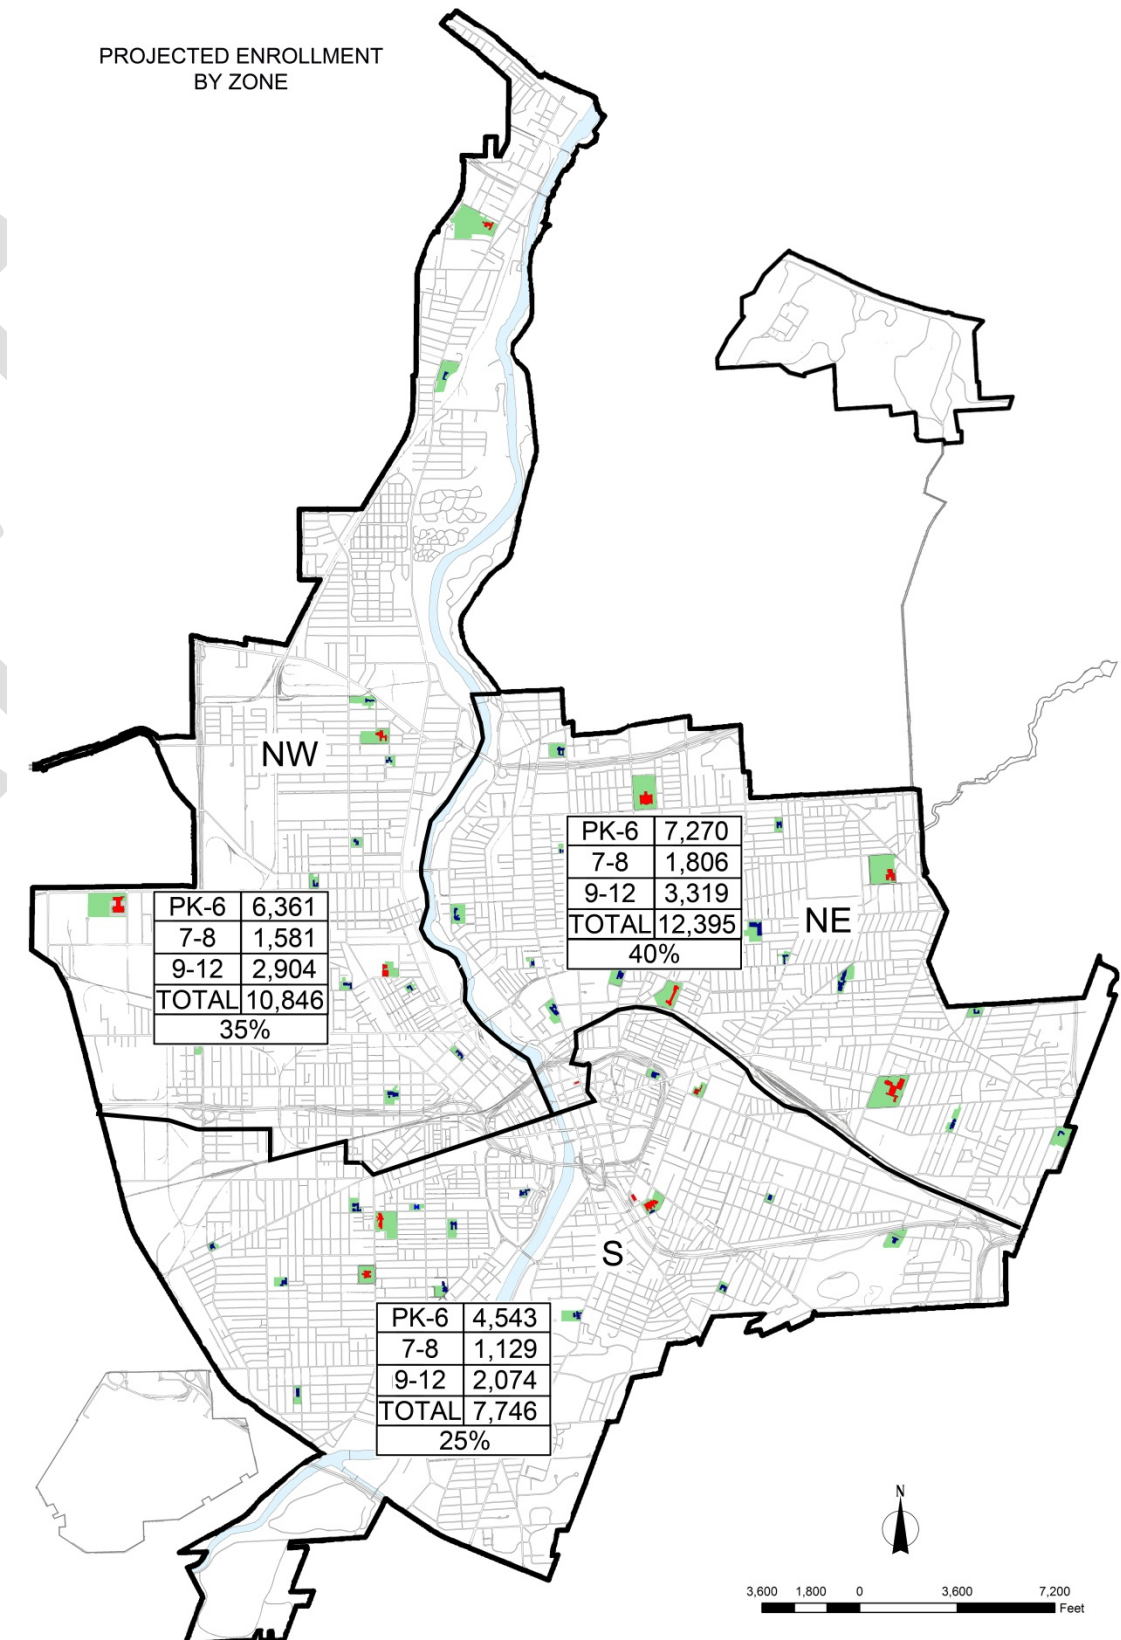 PROJECTED ENROLLMENT
BY ZONE
NW
PK-6 7,270
7-8 1,806
9-12 3,319
TOTAL 12,395
40%
NE
PK-6 6,361
7-8 1,581
9-12 2,904
TOTAL 10,846
35%
S
PK-6 4,543
7-8 1,129
9-12 2,074
TOTAL 7,746
25%
N
3,600 1,800 0 3,600 7,200
Feet